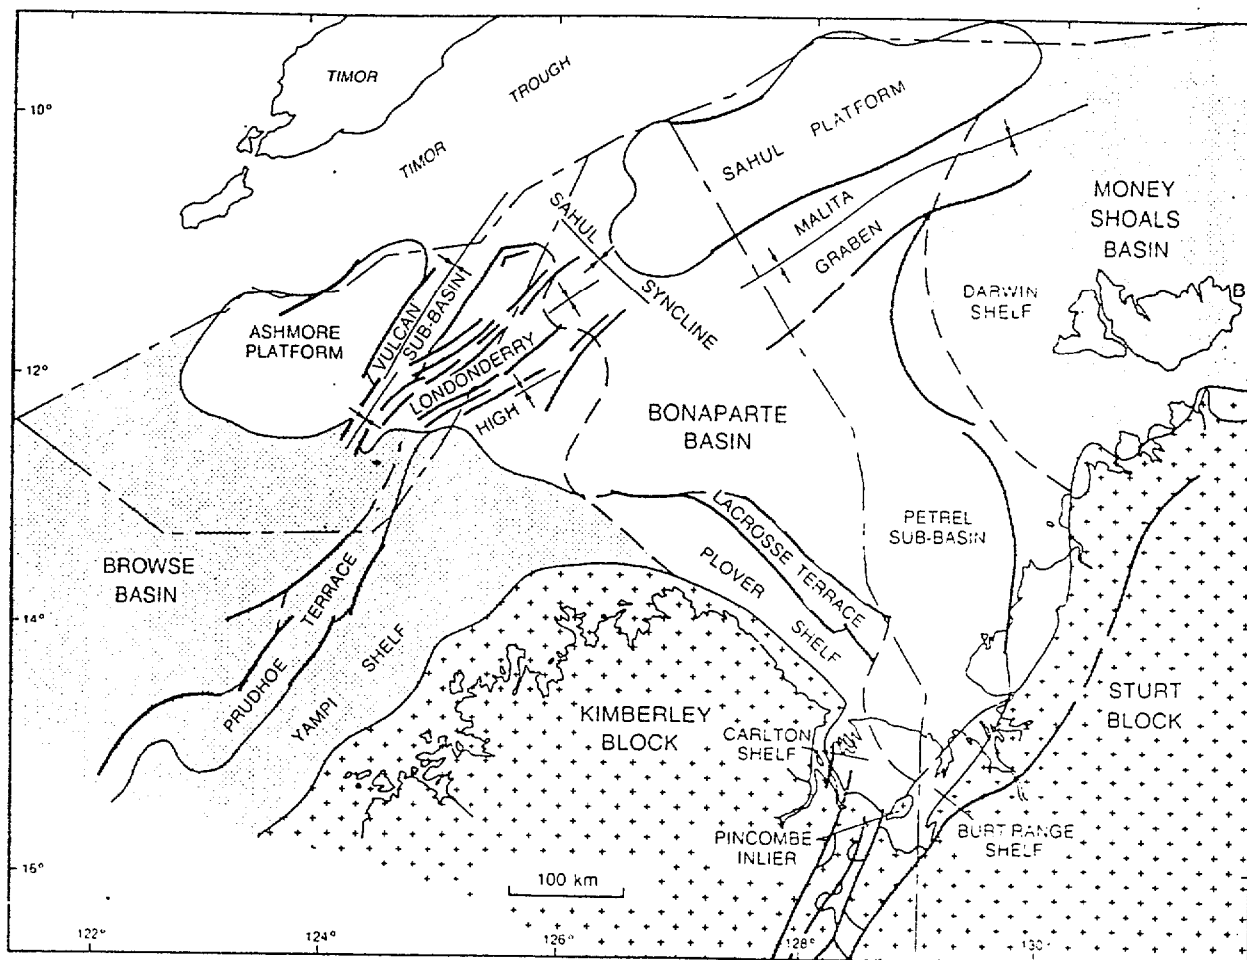 TIMOR
TROUGH
TIMOR
10°
SAHUL PLATFORM
SAHUL
SYNCLINE
MALITA
GRABEN
MONEY
SHOALS
BASIN
DARWIN
SHELF
B
ASHMORE
PLATFORM
VULCAN
SUB-BASIN
LONDONDERRY
HIGH
12°
BONAPARTE
BASIN
PETREL
SUB-BASIN
LACROSSE TERRACE
PLOVER
SHELF
BROWSE
BASIN
14°
PRUDHOE TERRACE
YAMPI SHELF
KIMBERLEY
BLOCK
STURT
BLOCK
CARLTON
SHELF
PINCOMBE
INLIER
BURT RANGE
SHELF
15°
100 km
122°
124°
126°
128°
130°